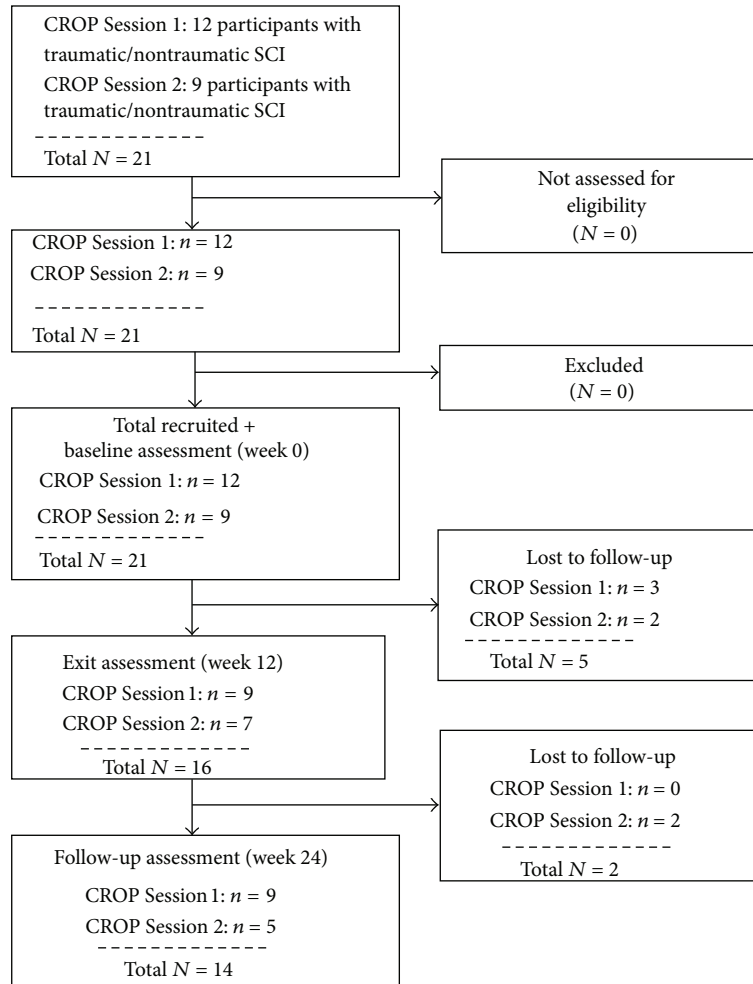 CROP Session 1: 12 participants with
traumatic/nontraumatic SCI
CROP Session 2: 9 participants with
traumatic/nontraumatic SCI
Total N = 21
Not assessed for
eligibility
(N = 0)
CROP Session 1: n = 12
CROP Session 2: n = 9
Total N = 21
Excluded
(N = 0)
Total recruited +
baseline assessment (week 0)
CROP Session 1: n = 12
CROP Session 2: n = 9
Total N = 21
Lost to follow-up
CROP Session 1: n = 3
CROP Session 2: n = 2
Total N = 5
Exit assessment (week 12)
CROP Session 1: n = 9
CROP Session 2: n = 7
Total N = 16
Lost to follow-up
CROP Session 1: n = 0
CROP Session 2: n = 2
Total N = 2
Follow-up assessment (week 24)
CROP Session 1: n = 9
CROP Session 2: n = 5
Total N = 14